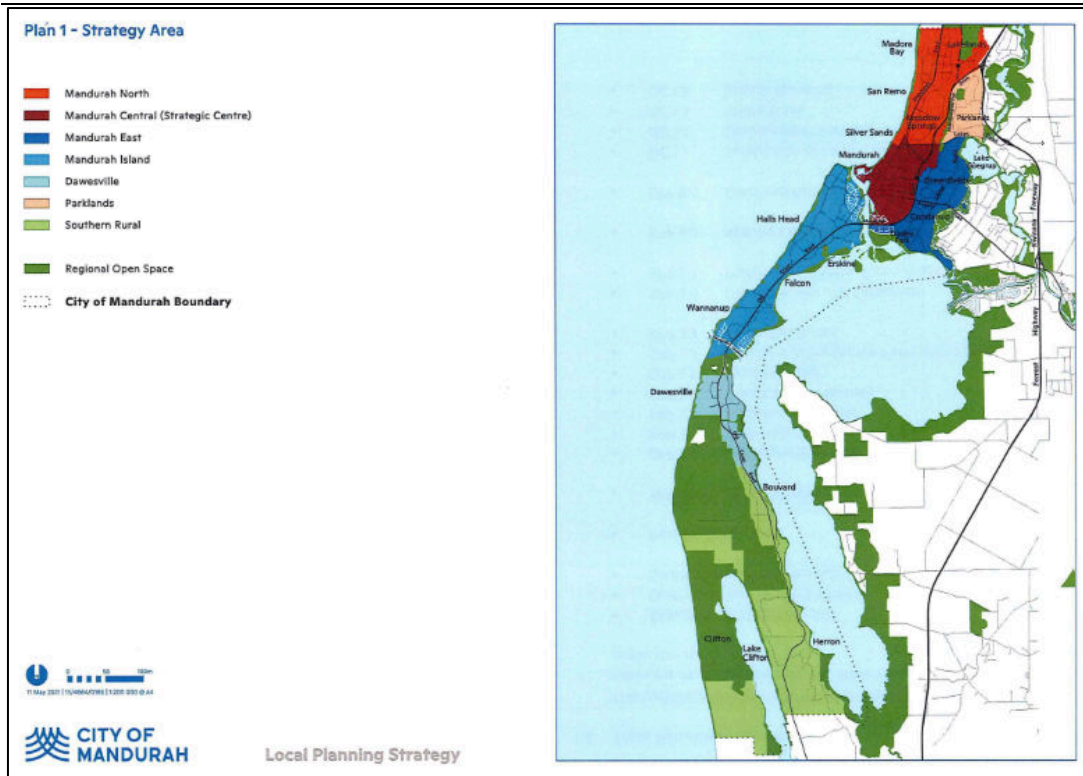 Plan 1 - Strategy Area
Mandurah North
Mandurah Central (Strategic Centre)
Mandurah East
Mandurah Island
Dawesville
Parklands
Southern Rural
Regional Open Space
City of Mandurah Boundary
CITY OF
MANDURAH
Local Planning Strategy
Madora
Bay
Lakelands
San Remo
Meadow
Springs
Parklands
Silver Sands
Mandurah
Lake
Goegrup
Greenfields
Coodanup
Halls Head
Erskine
Falcon
Wannanup
Dawesville
Bouvard
Clifton
Lake
Clifton
Herron
Kwinana
Freeway
Forrest
Highway